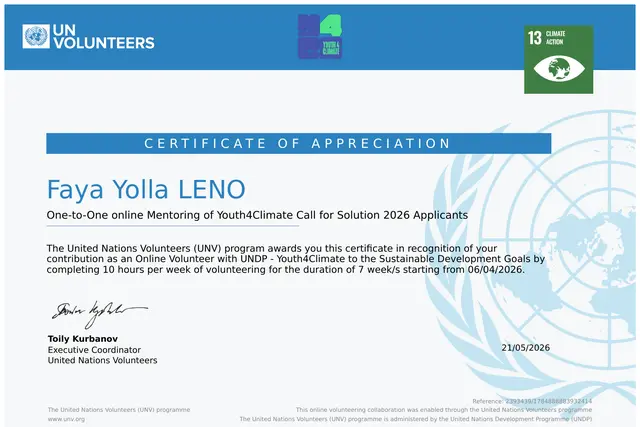 UN
VOLUNTEERS
YOUTH4
CLIMATE
13 CLIMATE
ACTION
CERTIFICATE OF APPRECIATION
Faya Yolla LENO
One-to-One online Mentoring of Youth4Climate Call for Solution 2026 Applicants
The United Nations Volunteers (UNV) program awards you this certificate in recognition of your
contribution as an Online Volunteer with UNDP - Youth4Climate to the Sustainable Development Goals by
completing 10 hours per week of volunteering for the duration of 7 week/s starting from 06/04/2026.
Toily Kurbanov
Executive Coordinator
United Nations Volunteers
21/05/2026
Reference:
The United Nations Volunteers (UNV) programme
This online volunteering collaboration was enabled through the United Nations Volunteers programme
www.unv.org
The United Nations Volunteers (UNV) programme is administered by the United Nations Development Programme (UNDP)